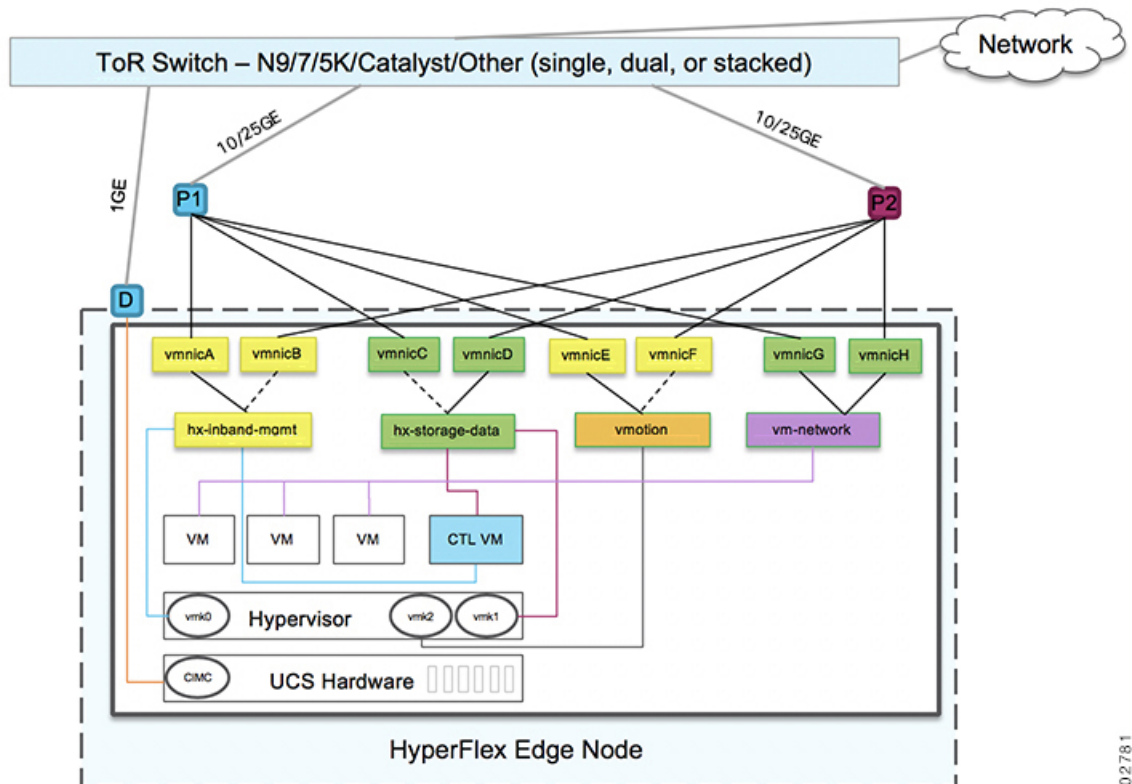 Network
ToR Switch – N9/7/5K/Catalyst/Other (single, dual, or stacked)
1GE
10/25GE
10/25GE
P1
P2
D
vmnicA
vmnicB
vmnicC
vmnicD
vmnicE
vmnicF
vmnicG
vmnicH
hx-inband-mgmt
hx-storage-data
vmotion
vm-network
VM
VM
VM
CTL VM
vmk0
Hypervisor
vmk2
vmk1
CIMC
UCS Hardware
HyperFlex Edge Node
02781